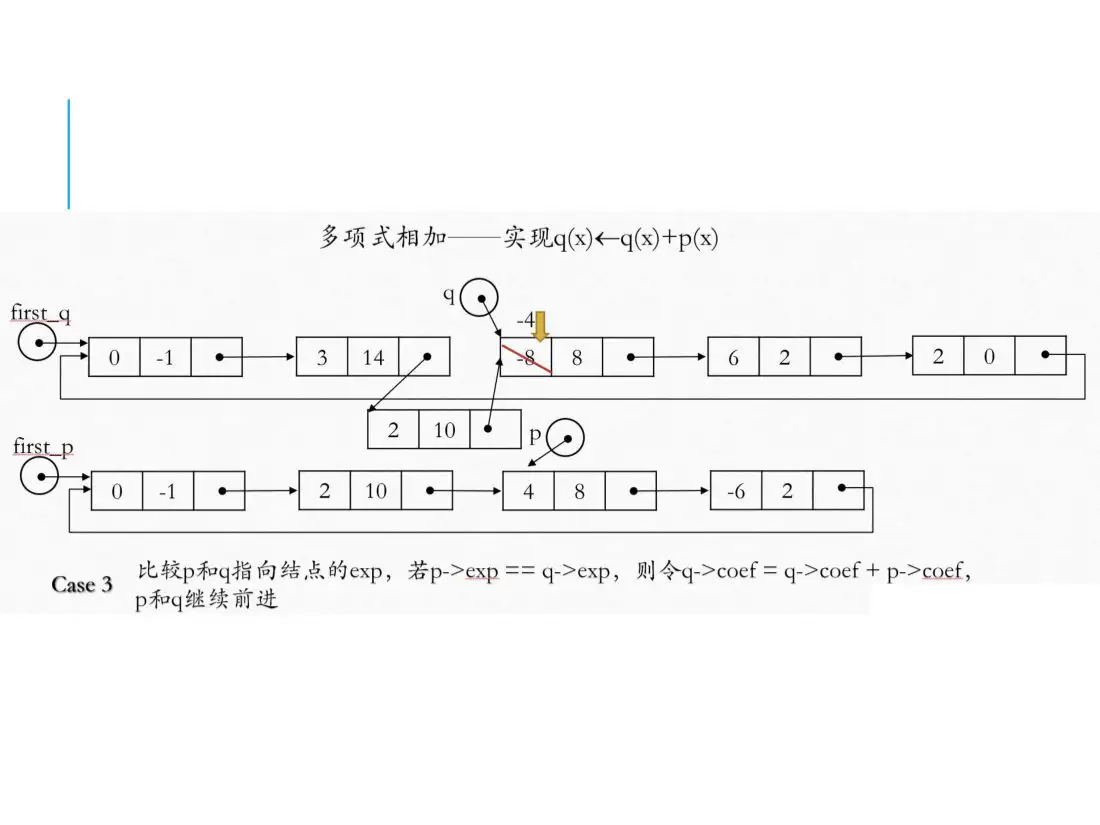 多项式相加——实现q(x)←q(x)+p(x)
q
first_q
-4
0 -1
3 14
-8 8
6 2
2 0
2 10
p
first_p
0 -1
2 10
4 8
-6 2
Case 3
比较p和q指向结点的exp，若p->exp == q->exp，则令q->coef = q->coef + p->coef，
p和q继续前进